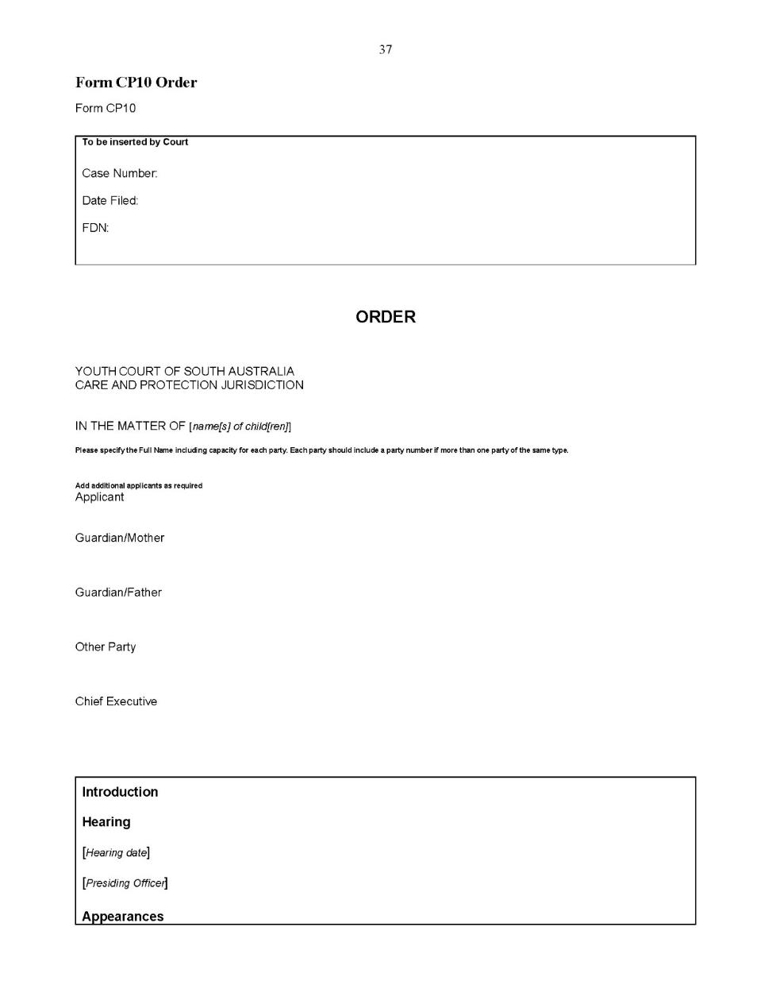 37
Form CP10 Order
Form CP10
To be inserted by Court
Case Number:
Date Filed:
FDN:
ORDER
YOUTH COURT OF SOUTH AUSTRALIA
CARE AND PROTECTION JURISDICTION
IN THE MATTER OF [name[s] of child[ren]]
Please specify the Full Name including capacity for each party. Each party should include a party number if more than one party of the same type.
Add additional applicants as required
Applicant
Guardian/Mother
Guardian/Father
Other Party
Chief Executive
Introduction
Hearing
[Hearing date]
[Presiding Officer]
Appearances